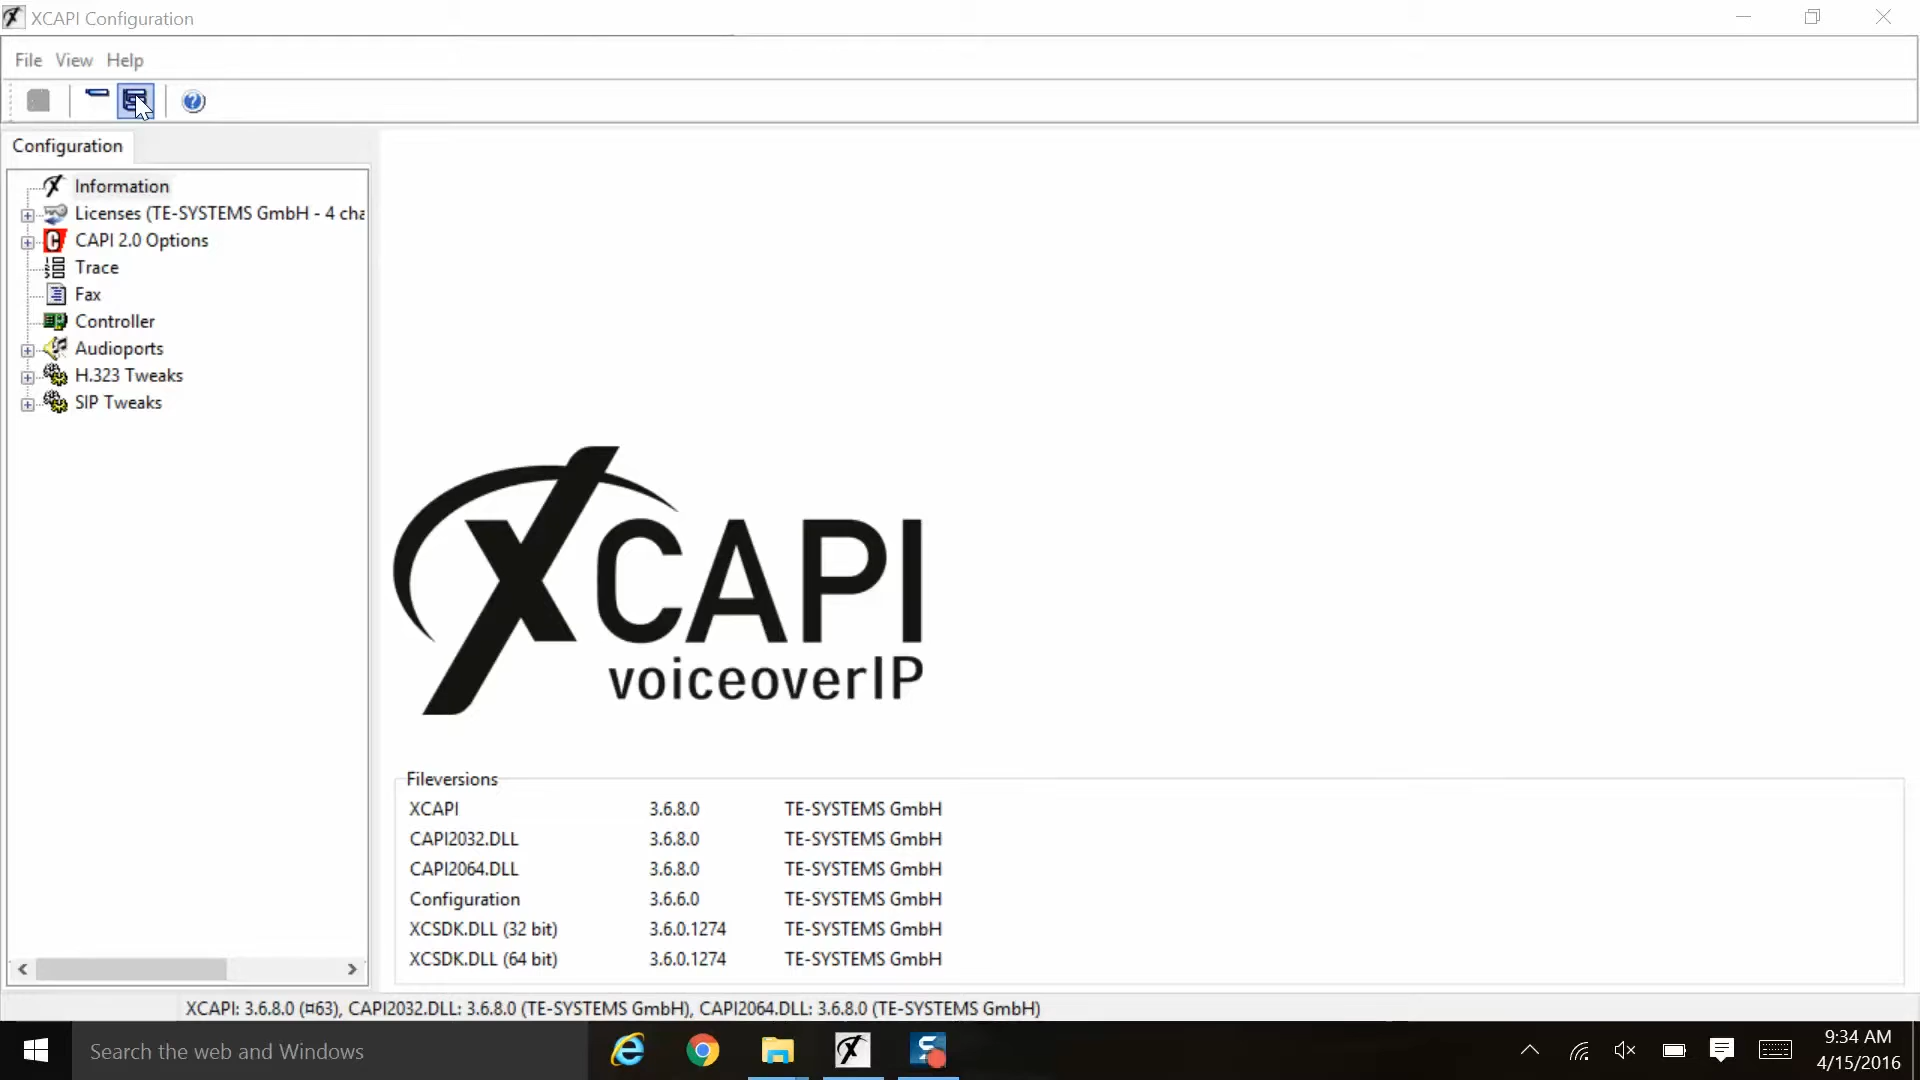 XCAPI Configuration
File View Help
Configuration
Information
Licenses (TE-SYSTEMS GmbH - 4 cha
CAPI 2.0 Options
Trace
Fax
Controller
Audioports
H.323 Tweaks
SIP Tweaks
XCAPI
voiceoverIP
Fileversions
XCAPI 3.6.8.0 TE-SYSTEMS GmbH
CAPI2032.DLL 3.6.8.0 TE-SYSTEMS GmbH
CAPI2064.DLL 3.6.8.0 TE-SYSTEMS GmbH
Configuration 3.6.6.0 TE-SYSTEMS GmbH
XCSDK.DLL (32 bit) 3.6.0.1274 TE-SYSTEMS GmbH
XCSDK.DLL (64 bit) 3.6.0.1274 TE-SYSTEMS GmbH
XCAPI: 3.6.8.0 (¤63), CAPI2032.DLL: 3.6.8.0 (TE-SYSTEMS GmbH), CAPI2064.DLL: 3.6.8.0 (TE-SYSTEMS GmbH)
Search the web and Windows
9:34 AM
4/15/2016